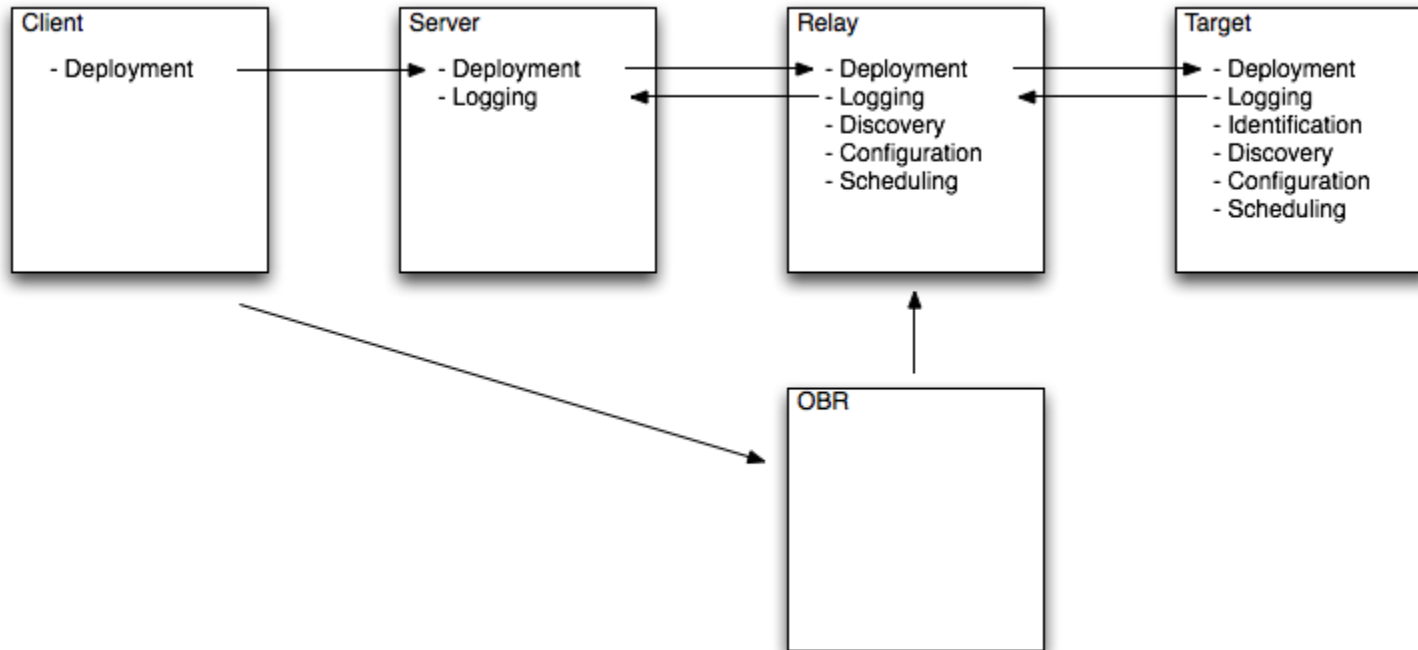 Client
- Deployment
Server
- Deployment
- Logging
Relay
- Deployment
- Logging
- Discovery
- Configuration
- Scheduling
Target
- Deployment
- Logging
- Identification
- Discovery
- Configuration
- Scheduling
OBR